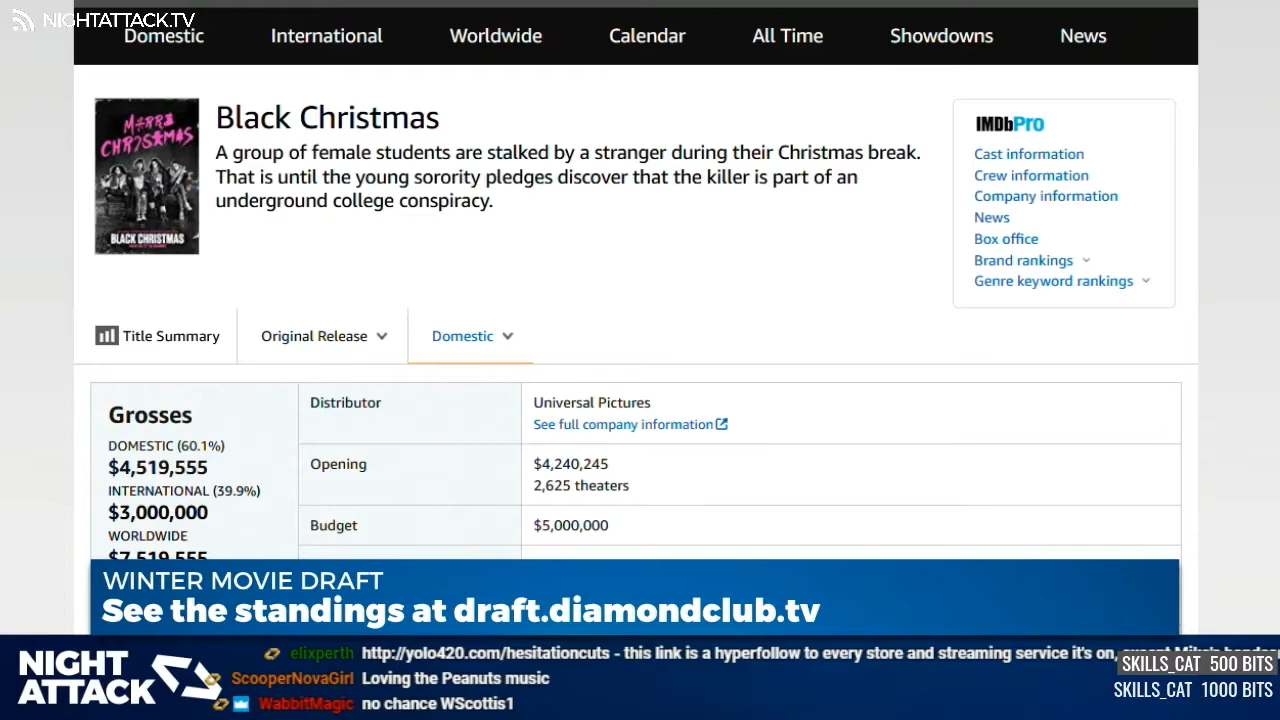 NIGHTATTACK.TV
Domestic International Worldwide Calendar All Time Showdowns News
BLACK CHRISTMAS
Black Christmas
A group of female students are stalked by a stranger during their Christmas break.
That is until the young sorority pledges discover that the killer is part of an
underground college conspiracy.
IMDbPro
Cast information
Crew information
Company information
News
Box office
Brand rankings
Genre keyword rankings
Title Summary Original Release Domestic
Grosses
DOMESTIC (60.1%)
$4,519,555
INTERNATIONAL (39.9%)
$3,000,000
WORLDWIDE
$7,519,555
Distributor
Universal Pictures
See full company information
Opening
$4,240,245
2,625 theaters
Budget
$5,000,000
WINTER MOVIE DRAFT
See the standings at draft.diamondclub.tv
NIGHT
ATTACK
elixperth http://yolo420.com/hesitationcuts - this link is a hyperfollow to every store and streaming service it's on,
ScooperNovaGirl Loving the Peanuts music
WabbitMagic no chance WScottis1
SKILLS_CAT 500 BITS
SKILLS_CAT 1000 BITS